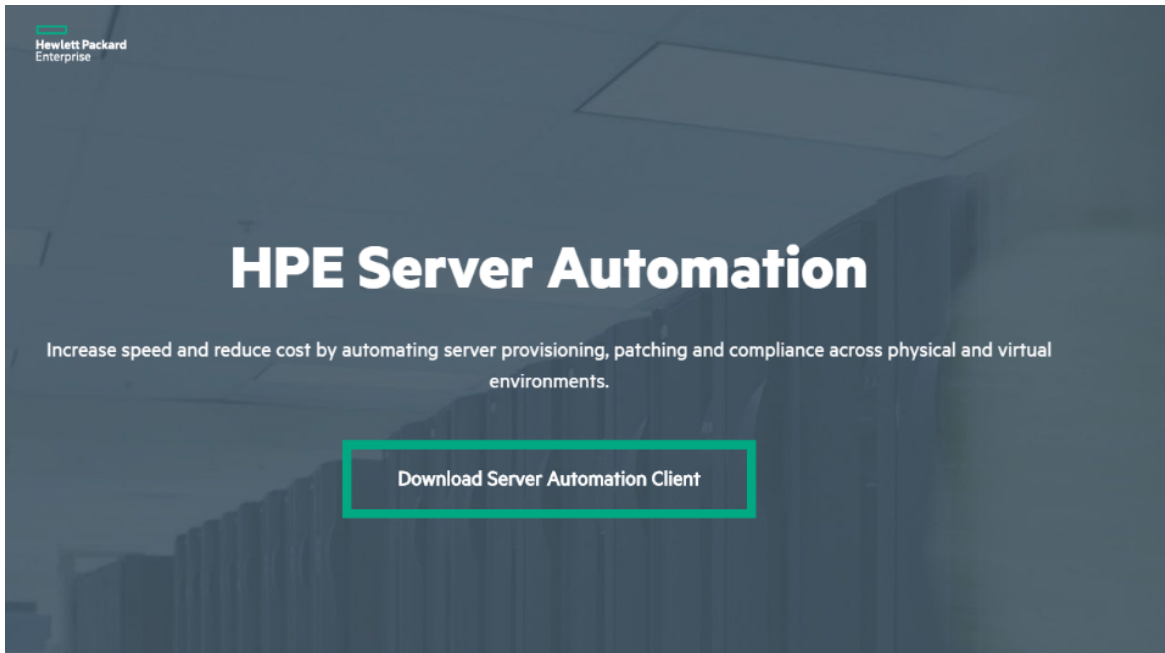 Hewlett Packard
Enterprise
HPE Server Automation
Increase speed and reduce cost by automating server provisioning, patching and compliance across physical and virtual
environments.
Download Server Automation Client